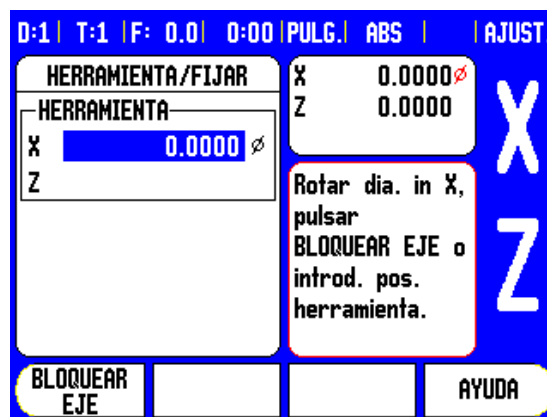 D:1 | T:1 | F: 0.0 | 0:00 | PULG. | ABS | | AJUST.
HERRAMIENTA/FIJAR
HERRAMIENTA
X 0.0000 Ø
Z
X 0.0000 Ø
Z 0.0000
Rotar dia. in X,
pulsar
BLOQUEAR EJE o
introd. pos.
herramienta.
X
Z
BLOQUEAR
EJE
AYUDA